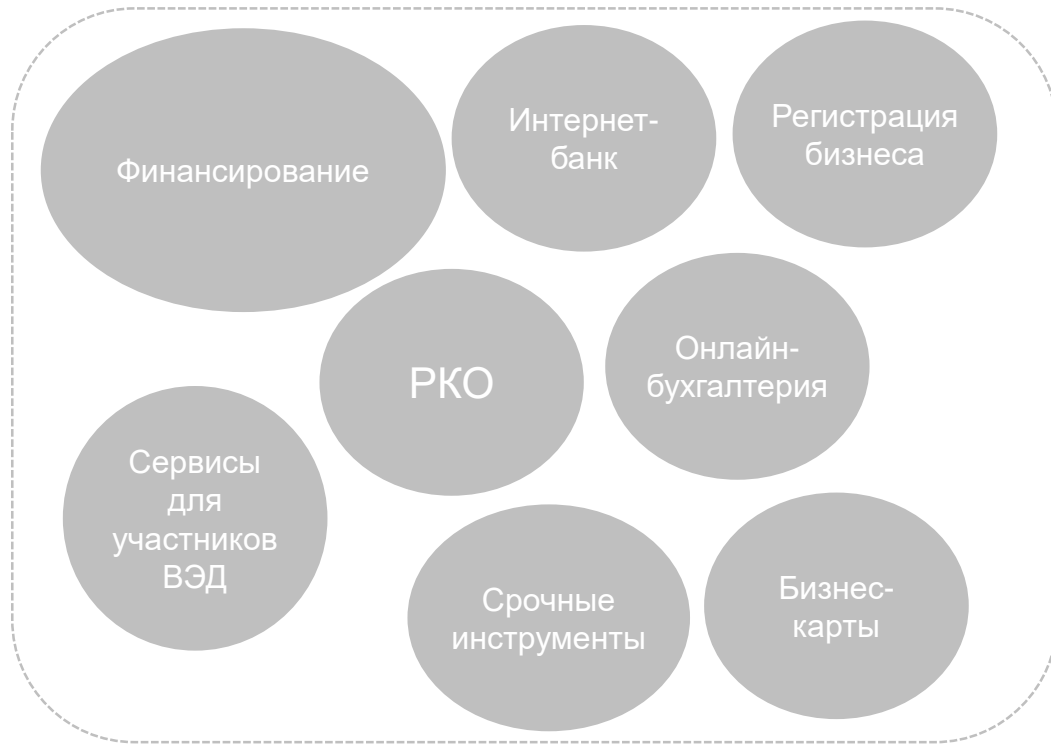 Финансирование
Интернет-
банк
Регистрация
бизнеса
РКО
Онлайн-
бухгалтерия
Сервисы
для
участников
ВЭД
Срочные
инструменты
Бизнес-
карты